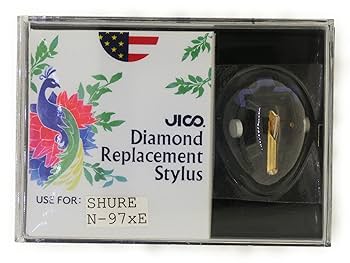 JICO
Diamond
Replacement
Stylus
USE FOR: SHURE
N-97xE